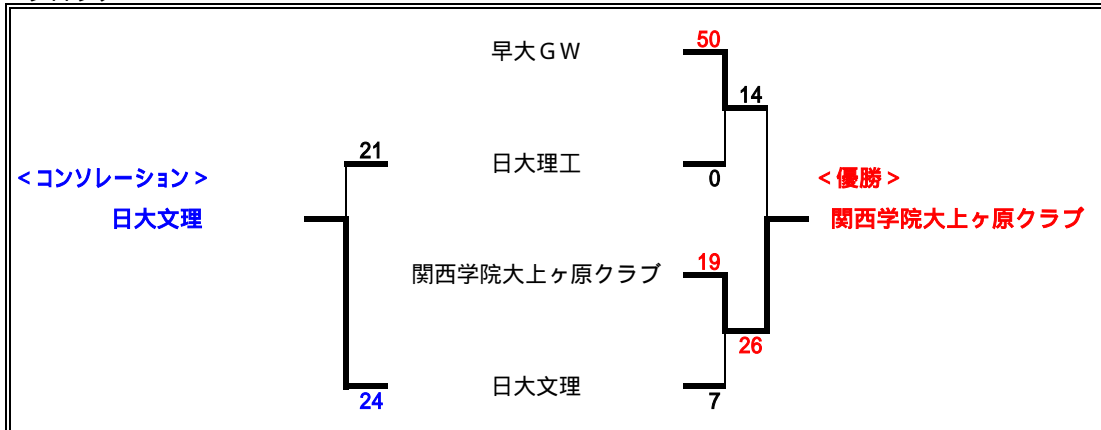 早大ＧＷ
50
14
21
日大理工
0
＜コンソレーション＞
＜優勝＞
日大文理
関西学院大上ヶ原クラブ
関西学院大上ヶ原クラブ
19
26
日大文理
24
7